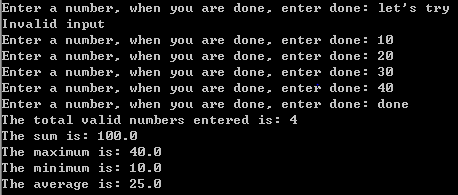 Enter a number, when you are done, enter done: let's try
Invalid input
Enter a number, when you are done, enter done: 10
Enter a number, when you are done, enter done: 20
Enter a number, when you are done, enter done: 30
Enter a number, when you are done, enter done: 40
Enter a number, when you are done, enter done: done
The total valid numbers entered is: 4
The sum is: 100.0
The maximum is: 40.0
The minimum is: 10.0
The average is: 25.0